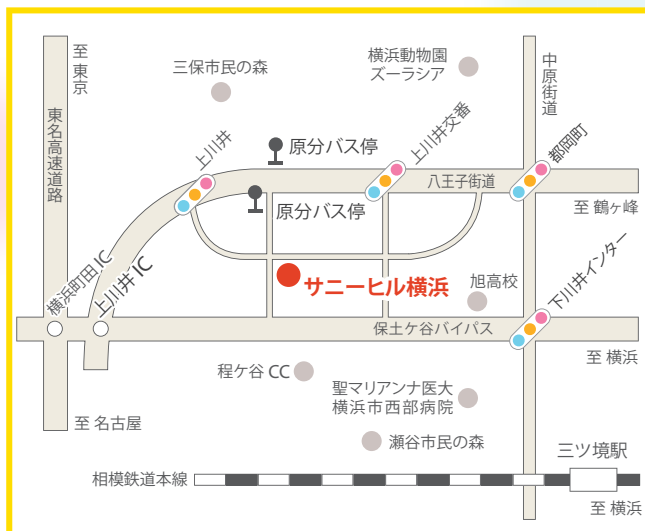 至 東京
東名高速道路
三保市民の森
横浜動物園
ズーラシア
中原街道
上川井
原分バス停
上川井交番
都岡町
八王子街道
原分バス停
至 鶴ヶ峰
横浜町田IC
上川井IC
サニーヒル横浜
旭高校
下川井インター
保土ケ谷バイパス
至 横浜
程ケ谷 CC
聖マリアンナ医大
横浜市西部病院
至 名古屋
瀬谷市民の森
三ツ境駅
相模鉄道本線
至 横浜